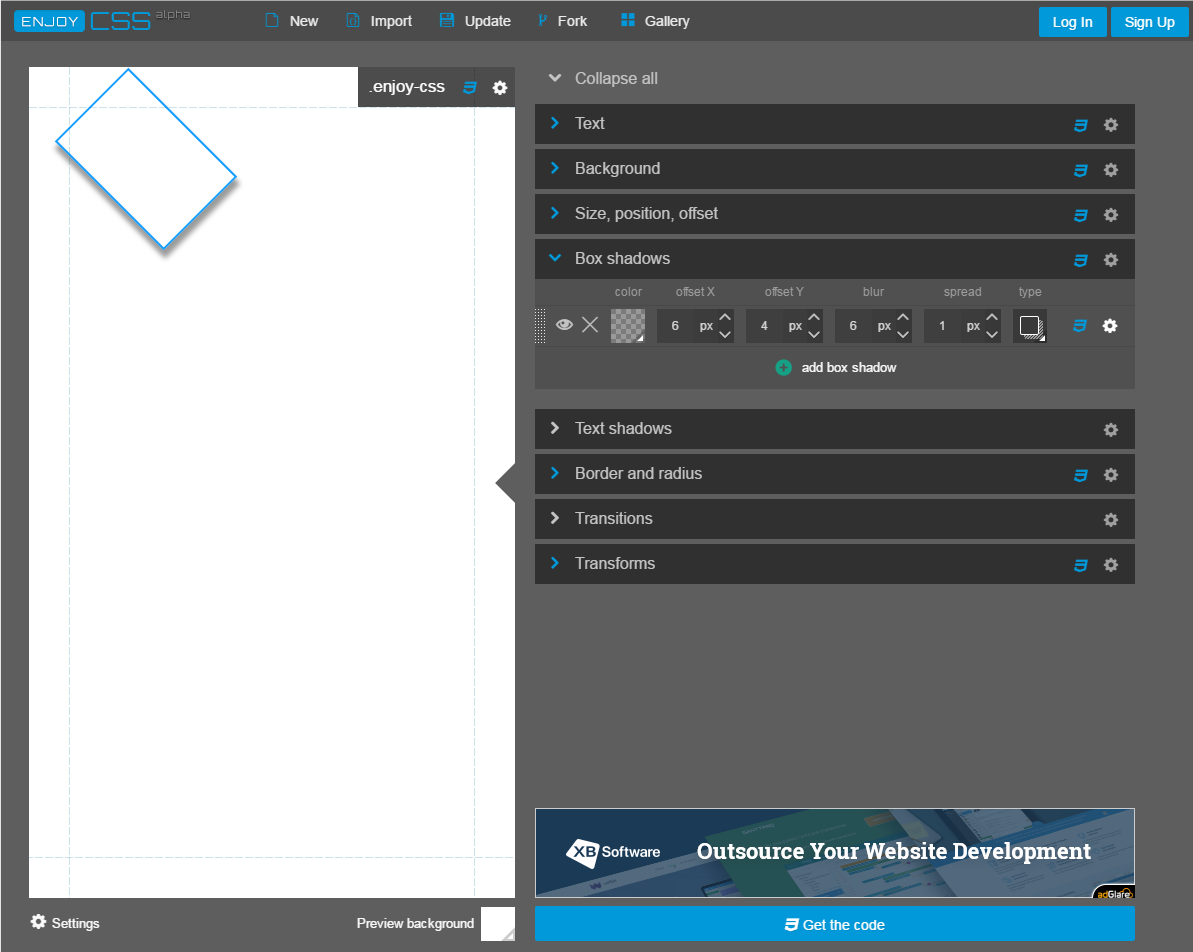 ENJOY CSS alpha
New Import Update Fork Gallery
Log In Sign Up
.enjoy-css
Collapse all
Text
Background
Size, position, offset
Box shadows
color offset X offset Y blur spread type
6 px 4 px 6 px 1 px
add box shadow
Text shadows
Border and radius
Transitions
Transforms
XB Software
Outsource Your Website Development
adGlare
Settings
Preview background
Get the code